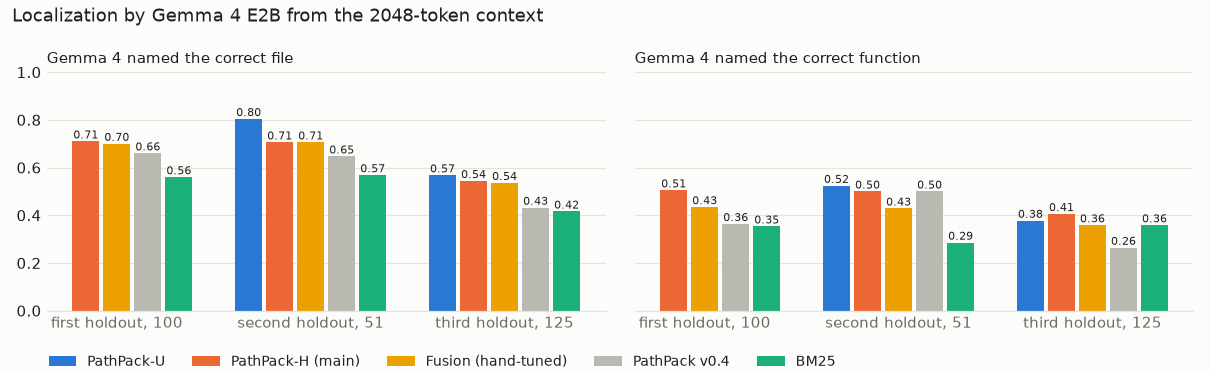 Localization by Gemma 4 E2B from the 2048-token context
Gemma 4 named the correct file
1.0
0.8
0.6
0.4
0.2
0.0
0.71 0.70 0.66 0.56
0.80 0.71 0.71 0.65 0.57
0.57 0.54 0.54 0.43 0.42
first holdout, 100 second holdout, 51 third holdout, 125
Gemma 4 named the correct function
0.51 0.43 0.36 0.35
0.52 0.50 0.43 0.50 0.29
0.38 0.41 0.36 0.26 0.36
first holdout, 100 second holdout, 51 third holdout, 125
PathPack-U PathPack-H (main) Fusion (hand-tuned) PathPack v0.4 BM25